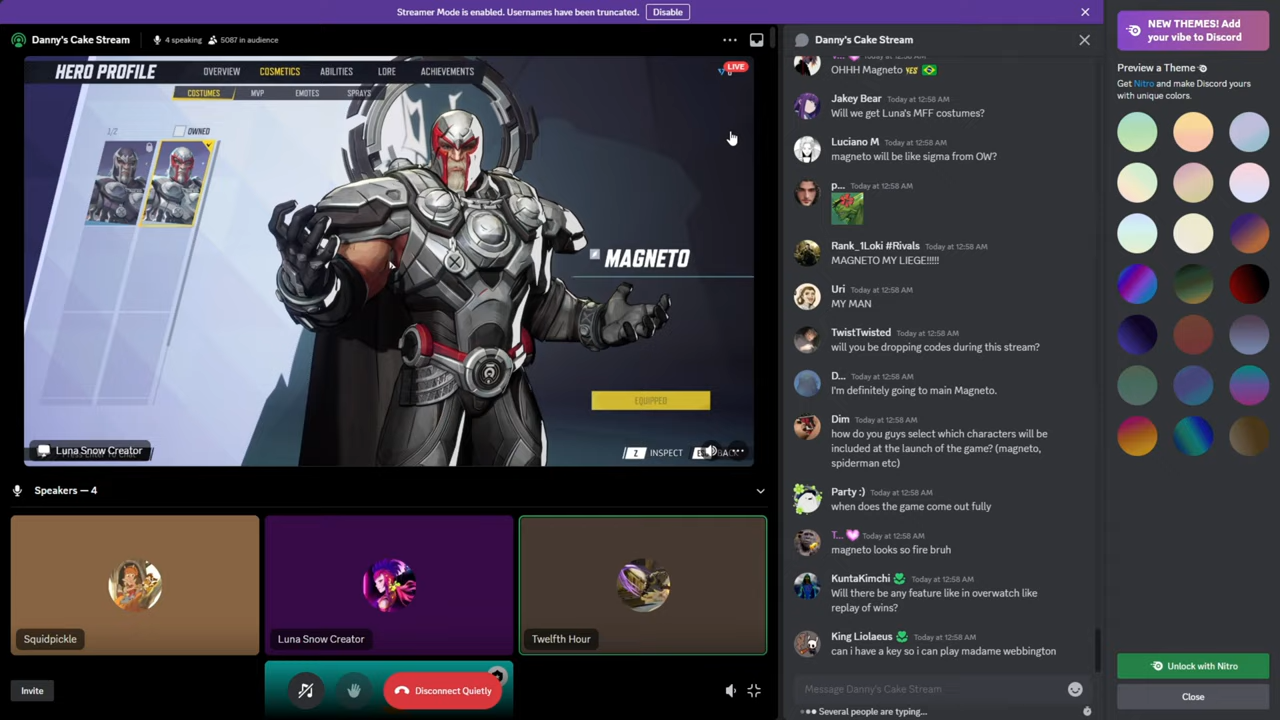 Streamer Mode is enabled. Usernames have been truncated. Disable
Danny's Cake Stream 4 speaking 5087 in audience
HERO PROFILE OVERVIEW COSMETICS ABILITIES LORE ACHIEVEMENTS
LIVE
COSTUMES MVP EMOTES SPRAYS
1/2 OWNED
MAGNETO
EQUIPPED
Luna Snow Creator
Z INSPECT
Speakers — 4
Squidpickle
Luna Snow Creator
Twelfth Hour
Invite
Disconnect Quietly
Danny's Cake Stream
OHHH Magneto YES
Jakey Bear Today at 12:58 AM
Will we get Luna's MFF costumes?
Luciano M Today at 12:58 AM
magneto will be like sigma from OW?
p... Today at 12:58 AM
Rank_1Loki #Rivals Today at 12:58 AM
MAGNETO MY LIEGE!!!!!
Uri Today at 12:58 AM
MY MAN
TwistTwisted Today at 12:58 AM
will you be dropping codes during this stream?
D... Today at 12:58 AM
I'm definitely going to main Magneto.
Dim Today at 12:58 AM
how do you guys select which characters will be
included at the launch of the game? (magneto,
spiderman etc)
Party :) Today at 12:58 AM
when does the game come out fully
T... Today at 12:58 AM
magneto looks so fire bruh
KuntaKimchi Today at 12:58 AM
Will there be any feature like in overwatch like
replay of wins?
King Liolaeus Today at 12:58 AM
can i have a key so i can play madame webbington
Message Danny's Cake Stream
Several people are typing...
NEW THEMES! Add
your vibe to Discord
Preview a Theme
Get Nitro and make Discord yours
with unique colors.
Unlock with Nitro
Close